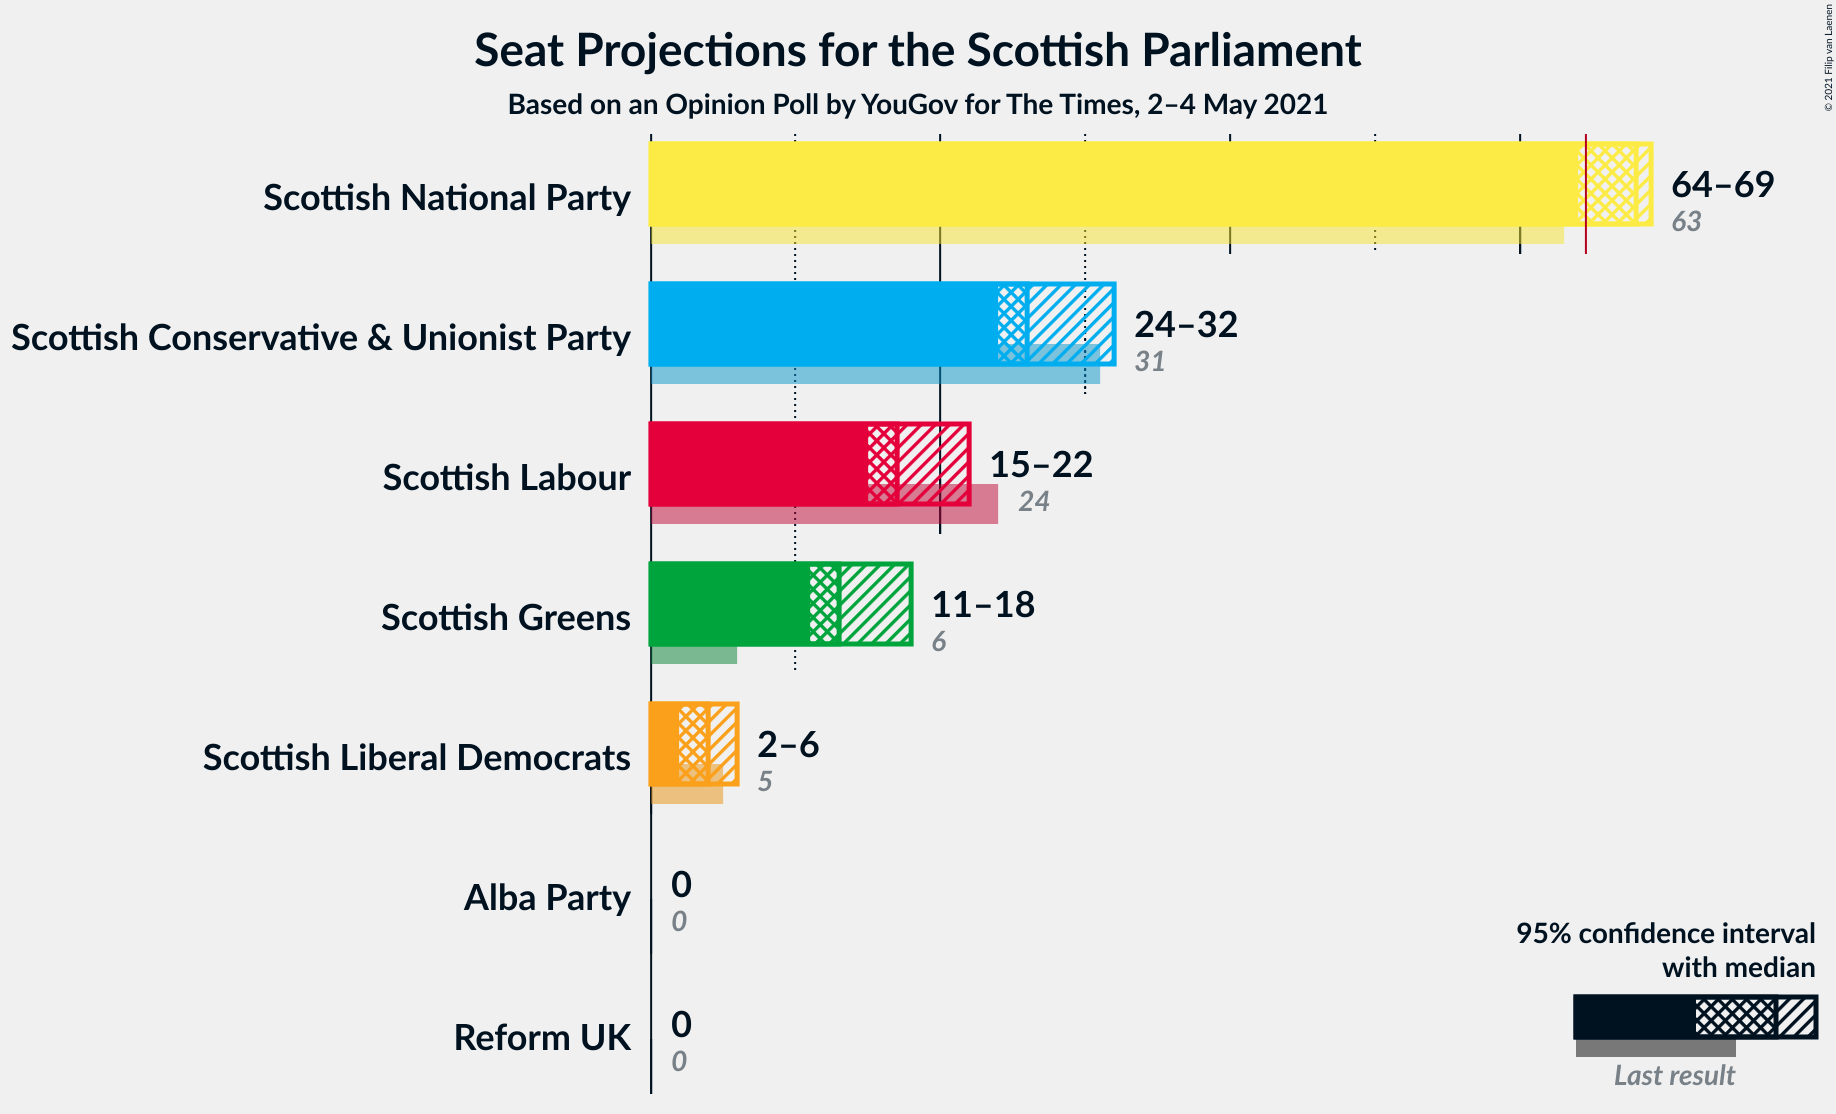 Seat Projections for the Scottish Parliament
Based on an Opinion Poll by YouGov for The Times, 2–4 May 2021
© 2021 Filip van Laenen
Scottish National Party
64–69
63
Scottish Conservative & Unionist Party
24–32
31
Scottish Labour
15–22
24
Scottish Greens
11–18
6
Scottish Liberal Democrats
2–6
5
Alba Party
0
0
Reform UK
0
0
95% confidence interval
with median
Last result